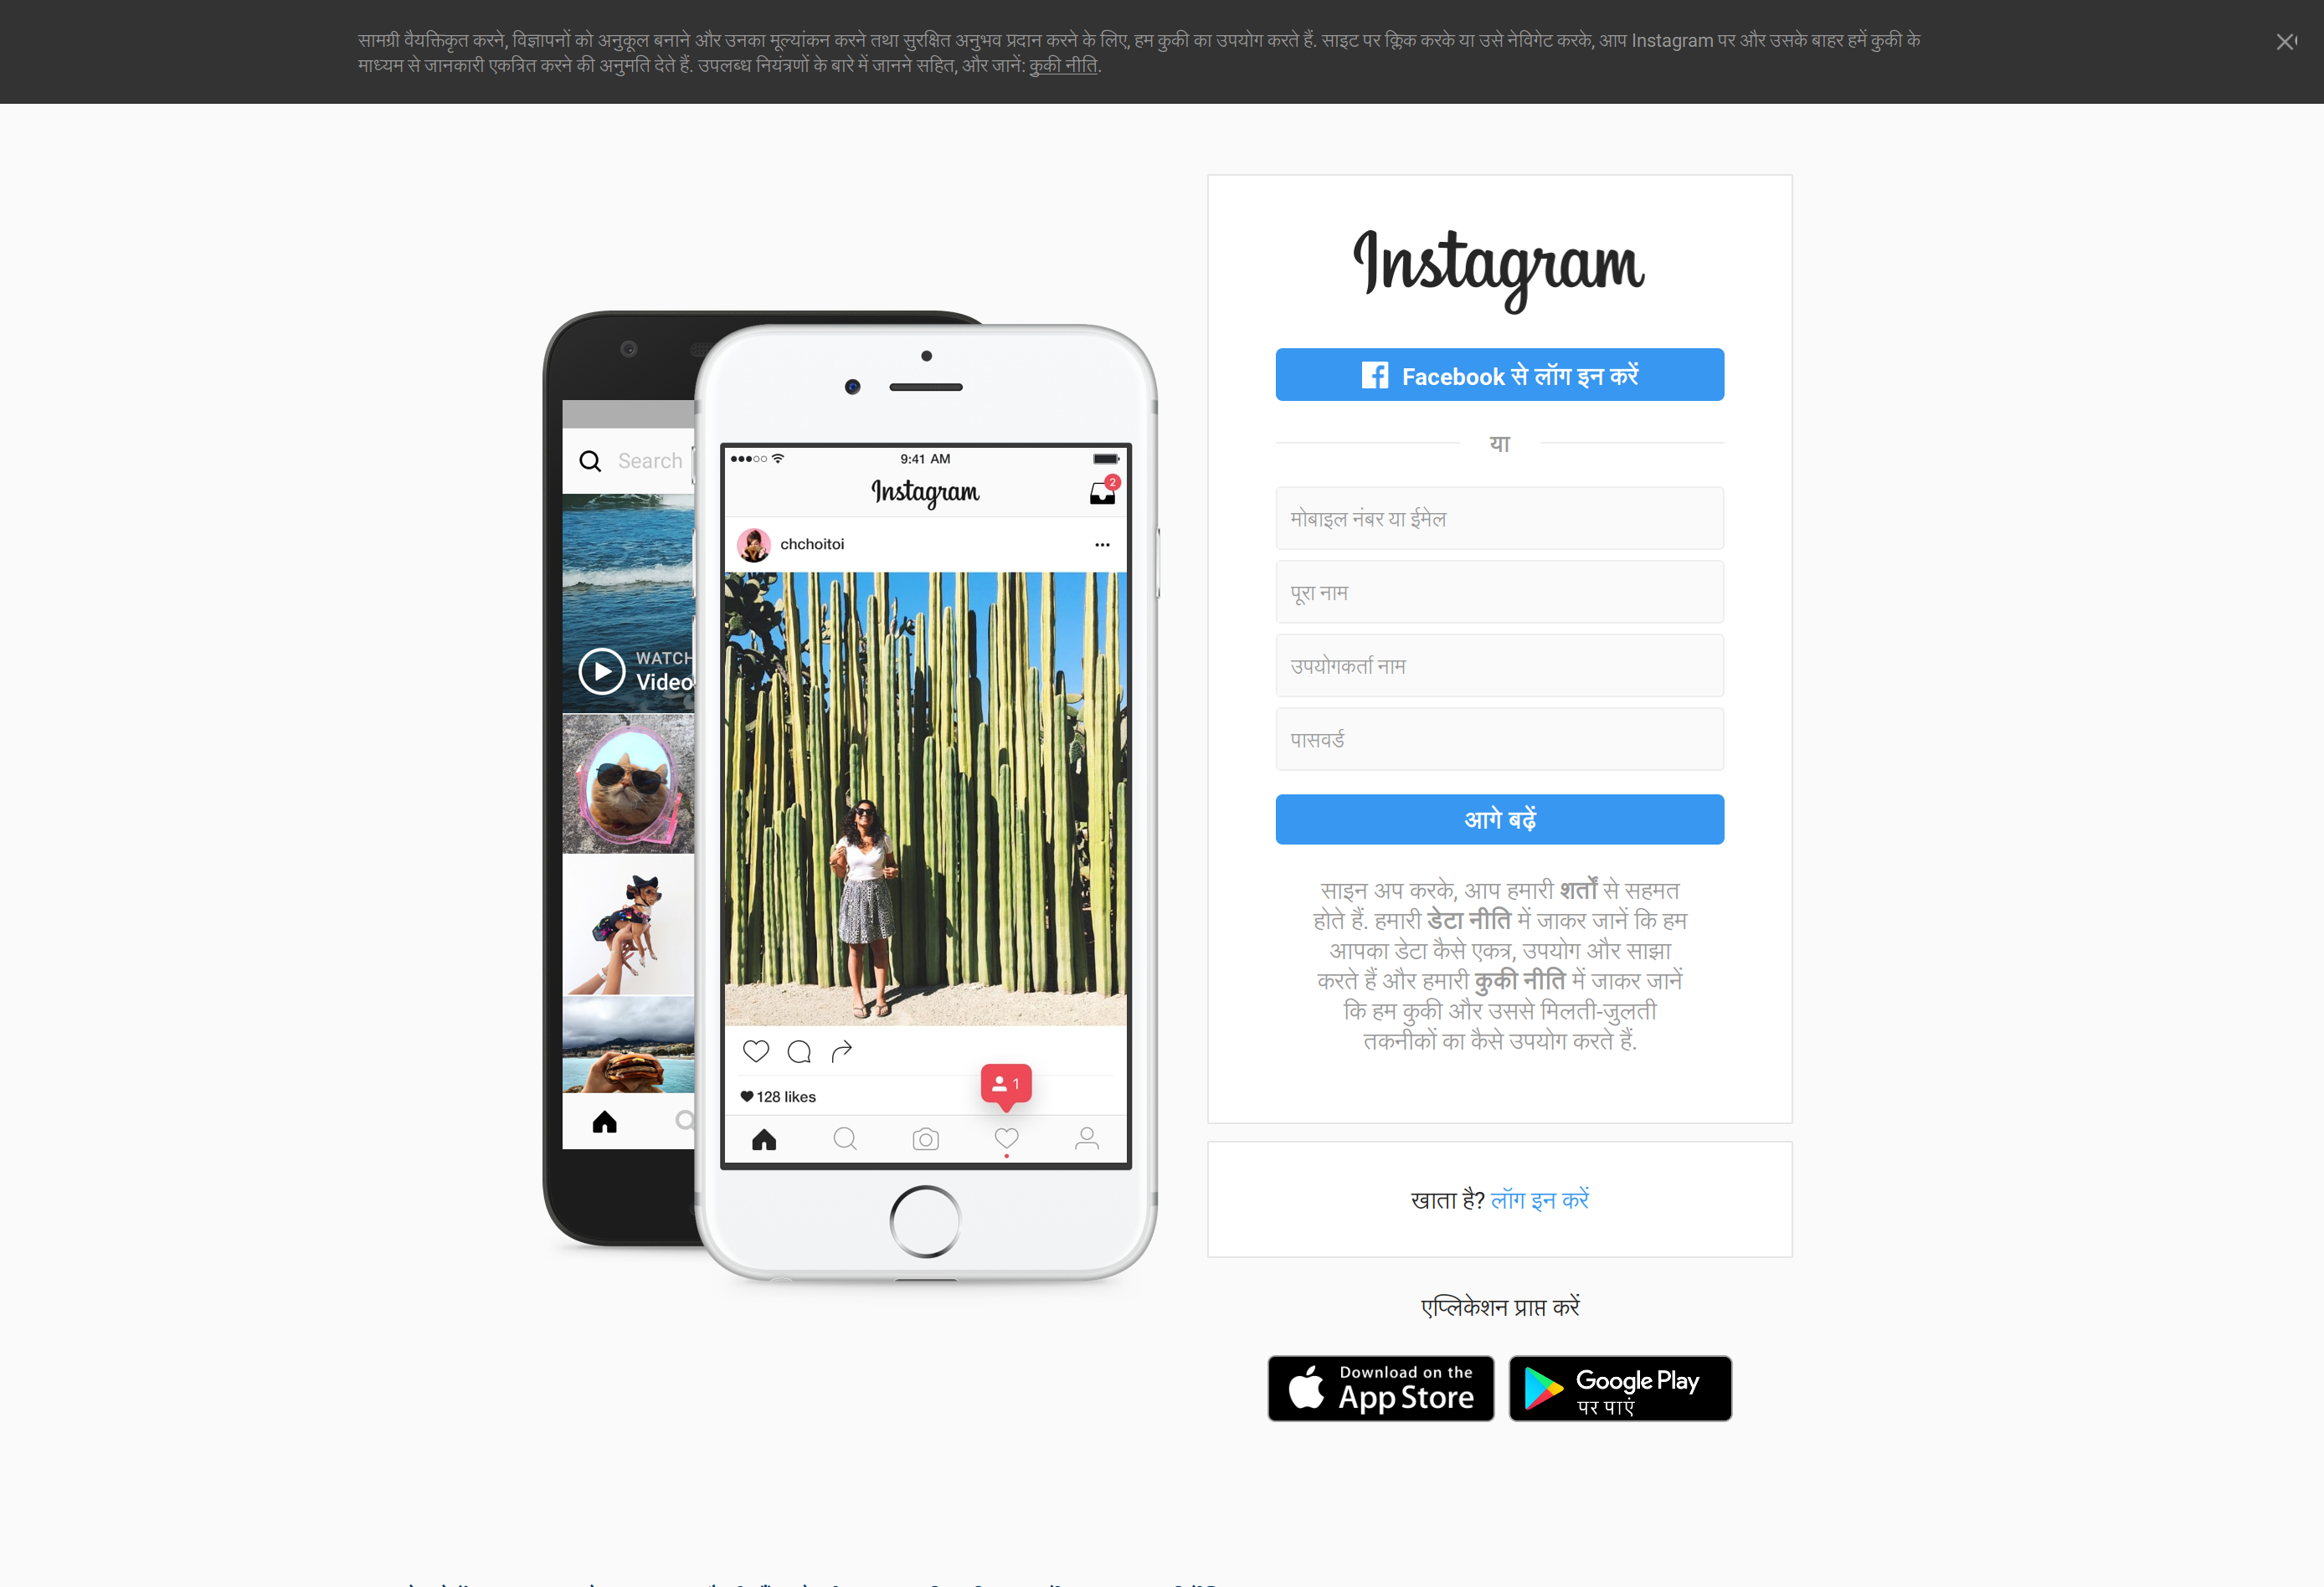 सामग्री वैयक्तिकृत करने, विज्ञापनों को अनुकूल बनाने और उनका मूल्यांकन करने तथा सुरक्षित अनुभव प्रदान करने के लिए, हम कुकी का उपयोग करते हैं. साइट पर क्लिक करके या उसे नेविगेट करके, आप Instagram पर और उसके बाहर हमें कुकी के
माध्यम से जानकारी एकत्रित करने की अनुमति देते हैं. उपलब्ध नियंत्रणों के बारे में जानने सहित, और जानें: कुकी नीति.
Search
WATCH
Video
9:41 AM
Instagram
2
chchoitoi
1
128 likes
Instagram
Facebook से लॉग इन करें
या
मोबाइल नंबर या ईमेल
पूरा नाम
उपयोगकर्ता नाम
पासवर्ड
आगे बढ़ें
साइन अप करके, आप हमारी शर्तों से सहमत
होते हैं. हमारी डेटा नीति में जाकर जानें कि हम
आपका डेटा कैसे एकत्र, उपयोग और साझा
करते हैं और हमारी कुकी नीति में जाकर जानें
कि हम कुकी और उससे मिलती-जुलती
तकनीकों का कैसे उपयोग करते हैं.
खाता है? लॉग इन करें
एप्लिकेशन प्राप्त करें
Download on the
App Store
Google Play
पर पाएं